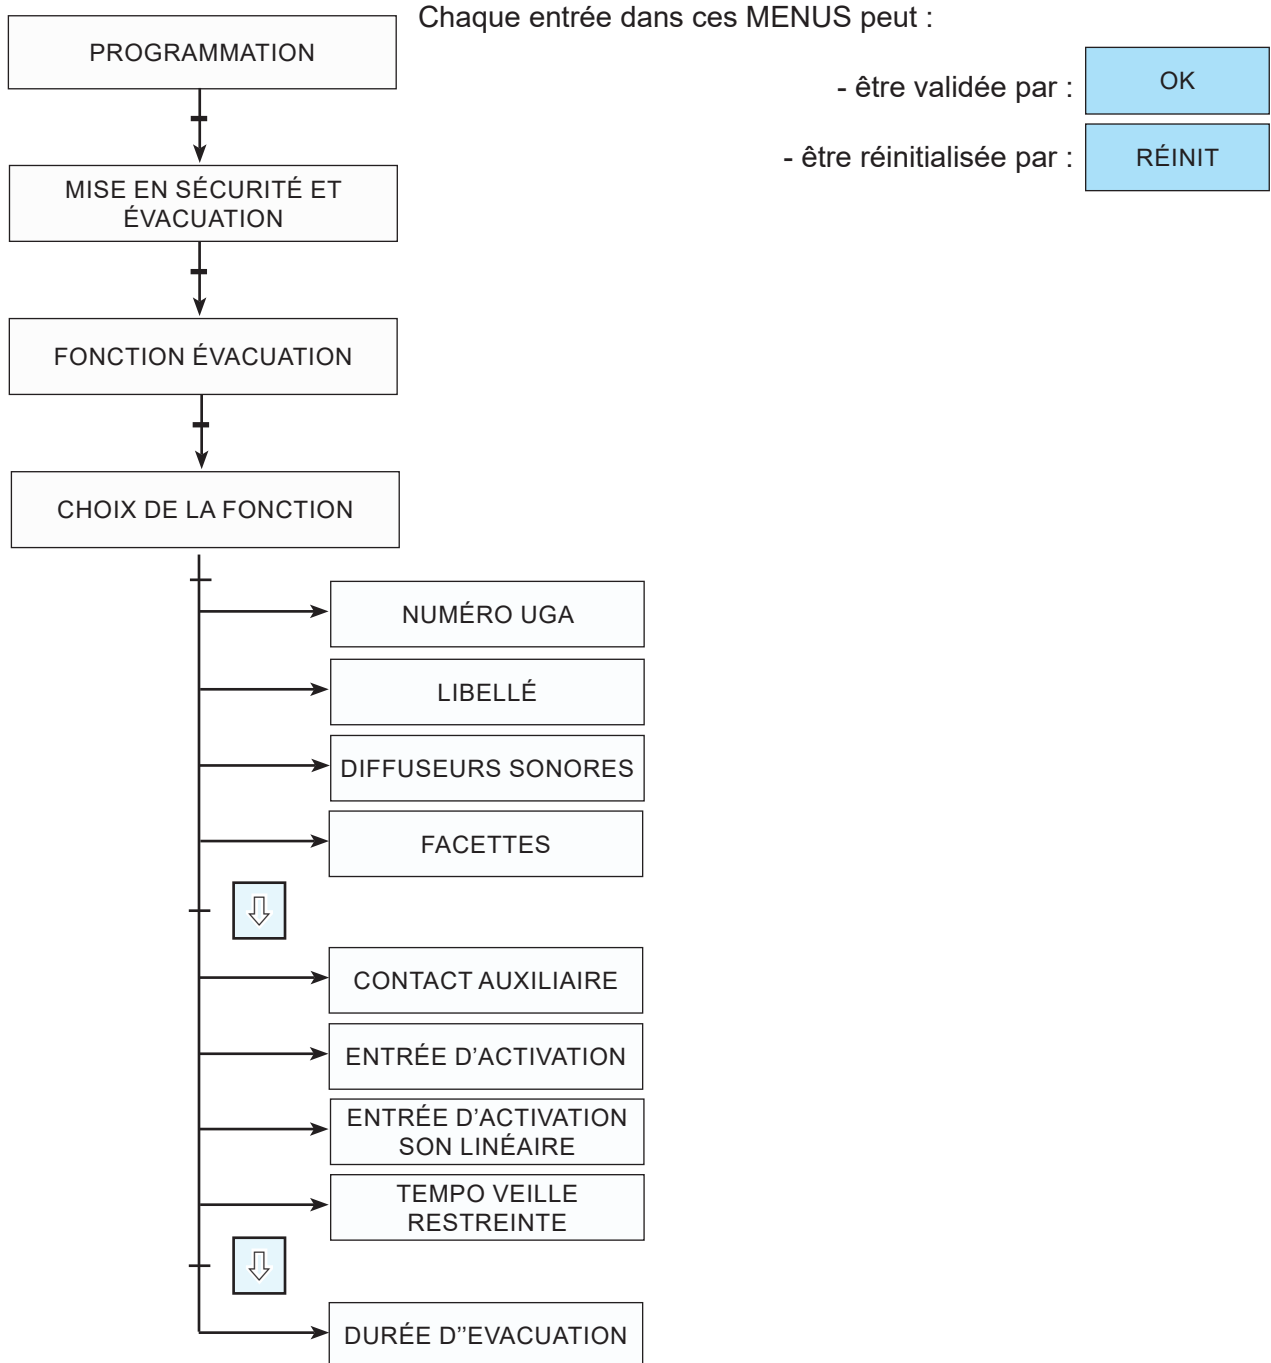 Chaque entrée dans ces MENUS peut :
PROGRAMMATION
- être validée par :
OK
- être réinitialisée par :
RÉINIT
MISE EN SÉCURITÉ ET
ÉVACUATION
FONCTION ÉVACUATION
CHOIX DE LA FONCTION
NUMÉRO UGA
LIBELLÉ
DIFFUSEURS SONORES
FACETTES
CONTACT AUXILIAIRE
ENTRÉE D’ACTIVATION
ENTRÉE D’ACTIVATION
SON LINÉAIRE
TEMPO VEILLE
RESTREINTE
DURÉE D’’EVACUATION